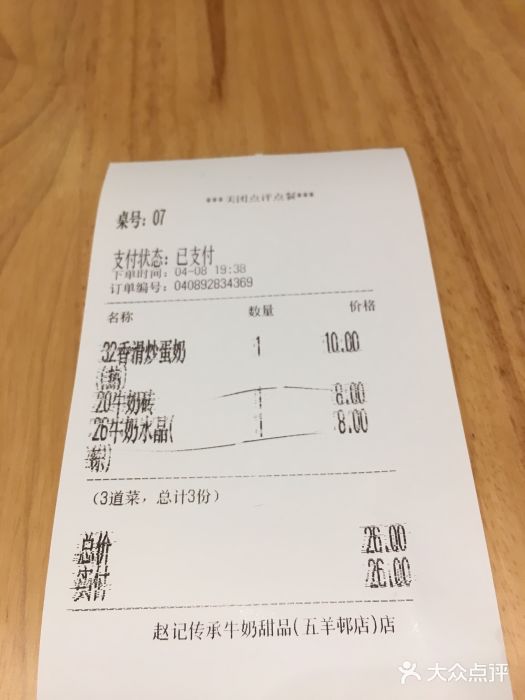 ***美团点评点餐***
桌号: 07
支付状态: 已支付
下单时间: 04-08 19:38
订单编号: 040892834369
名称 数量 价格
32香滑炒蛋奶 1 10.00
(热)
20牛奶砖 1 8.00
26牛奶水晶( 1 8.00
冻)
(3道菜, 总计3份)
总价 26.00
实付 26.00
赵记传承牛奶甜品(五羊邨店)店
大众点评